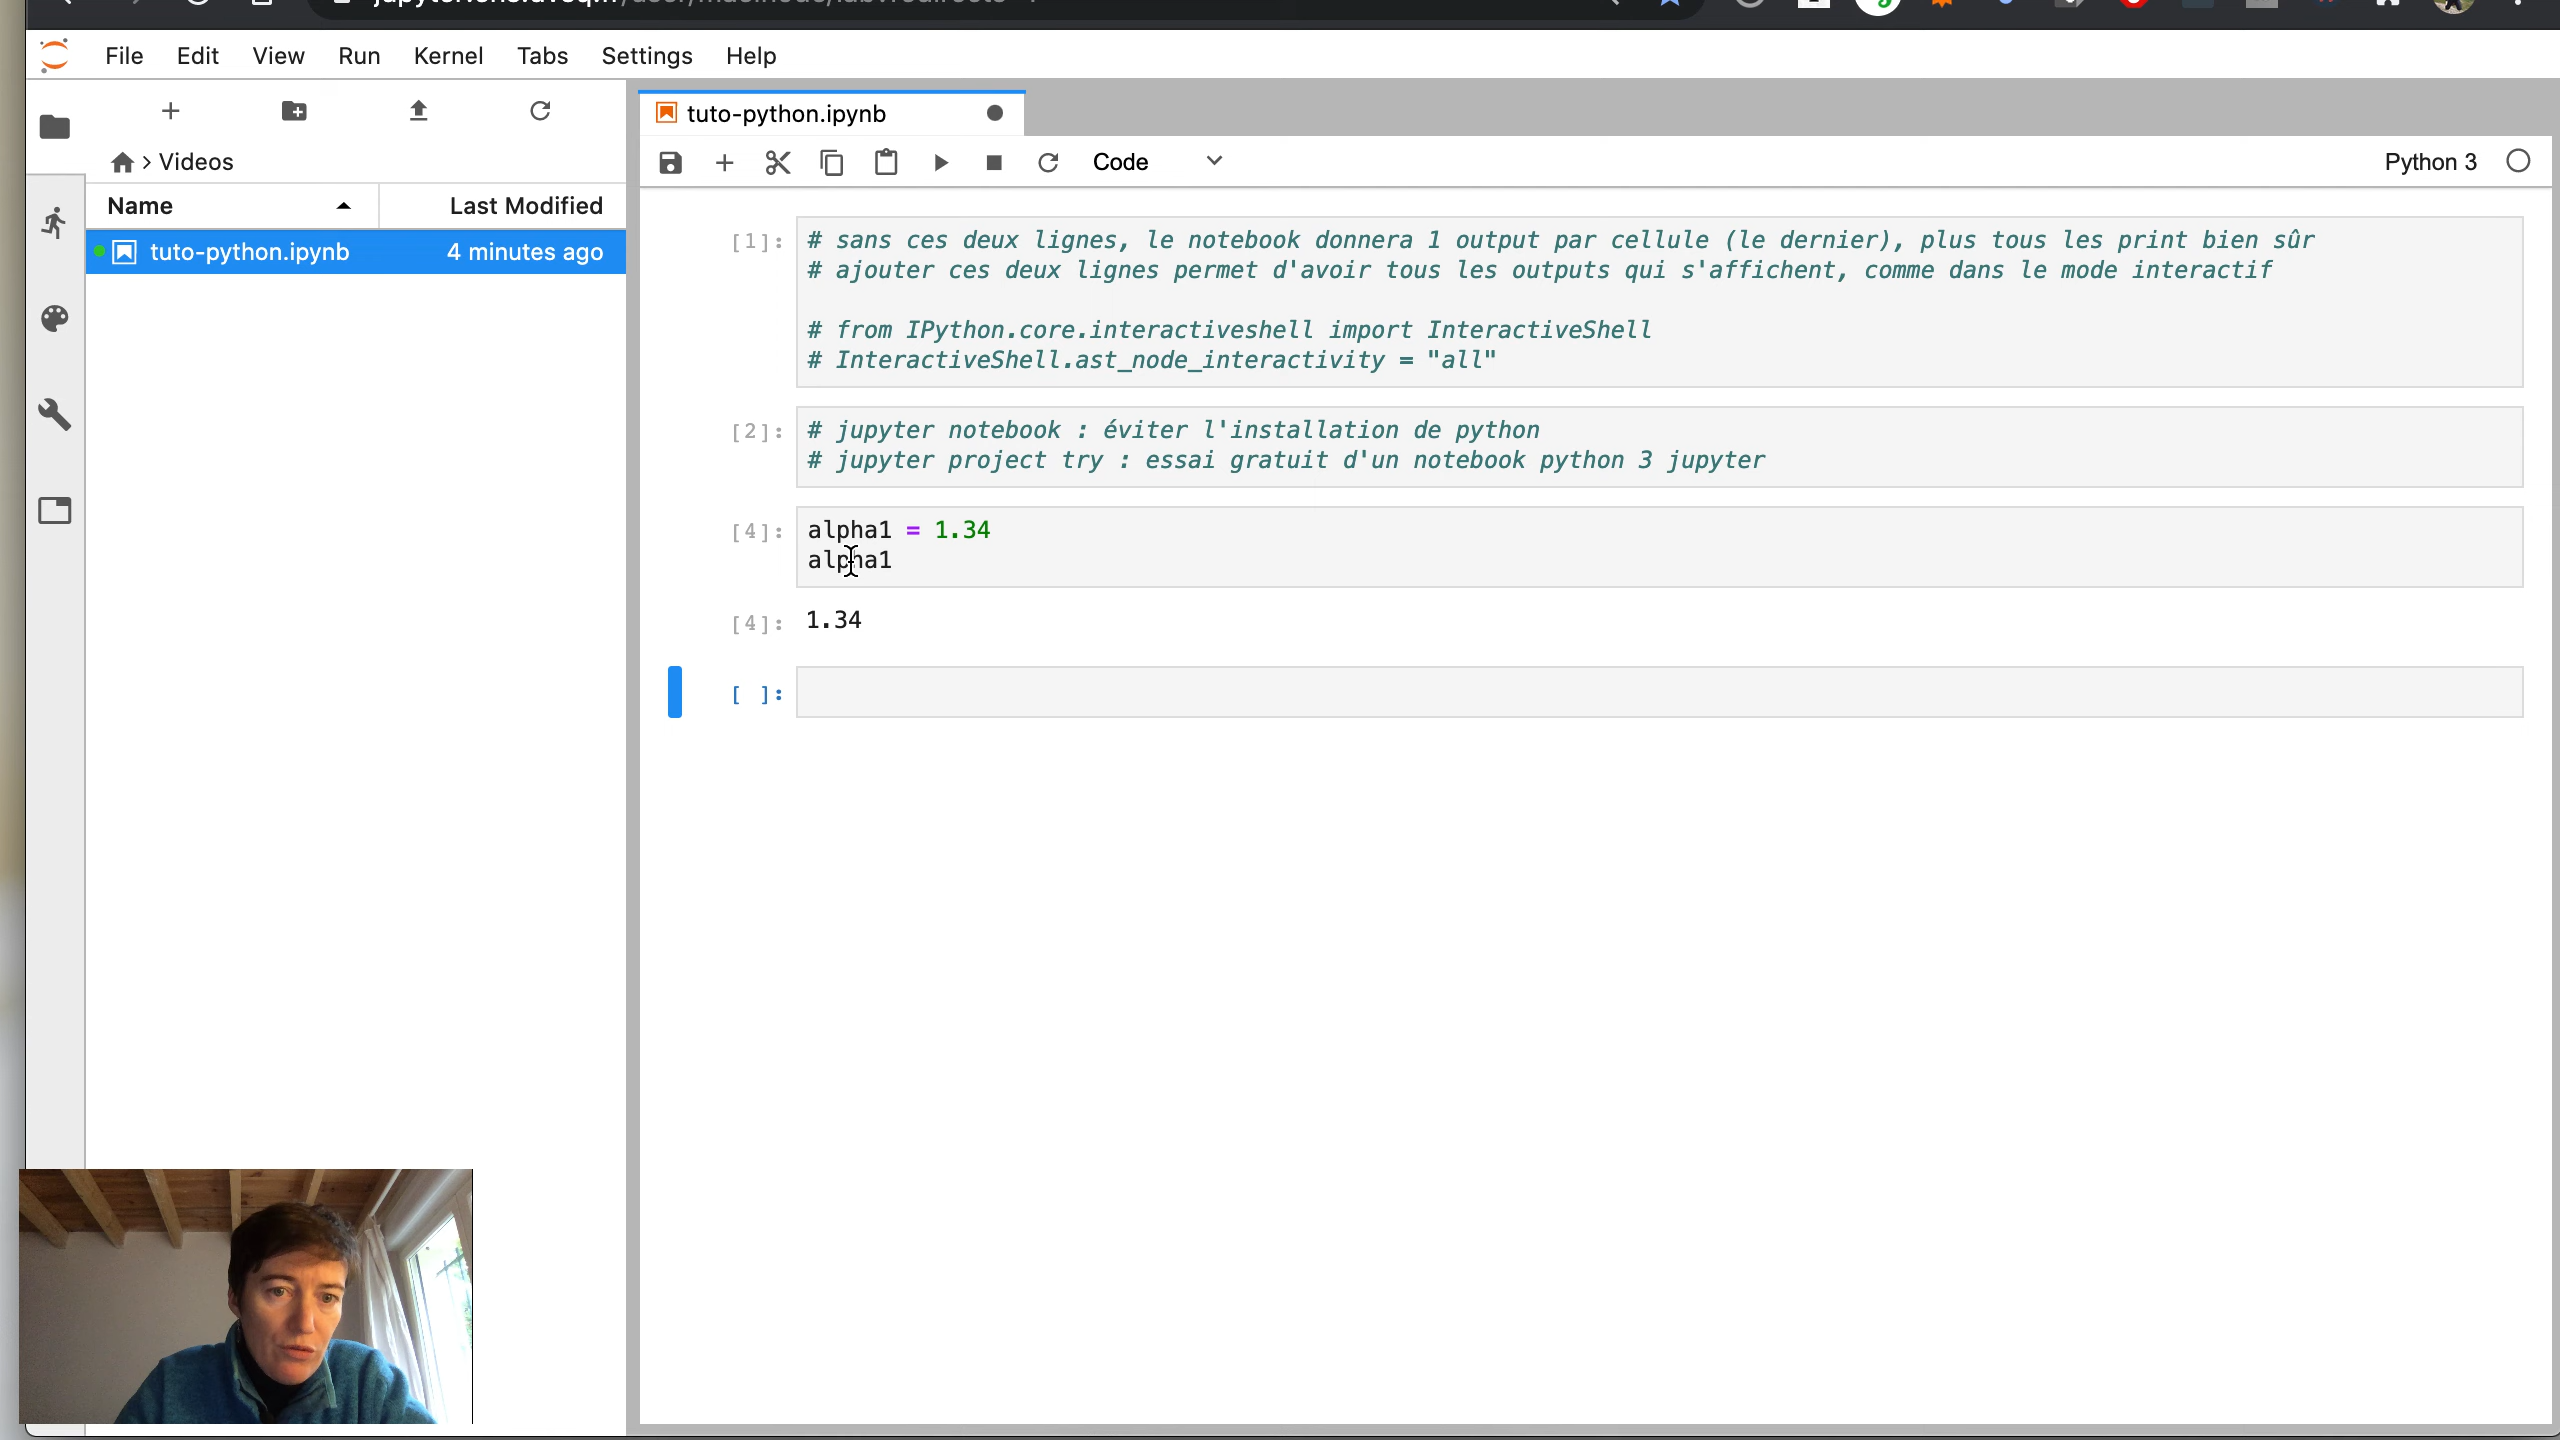 File Edit View Run Kernel Tabs Settings Help
tuto-python.ipynb
Videos
Code
Python 3
Name Last Modified
tuto-python.ipynb 4 minutes ago
[1]: # sans ces deux lignes, le notebook donnera 1 output par cellule (le dernier), plus tous les print bien sûr
# ajouter ces deux lignes permet d'avoir tous les outputs qui s'affichent, comme dans le mode interactif
# from IPython.core.interactiveshell import InteractiveShell
# InteractiveShell.ast_node_interactivity = "all"
[2]: # jupyter notebook : éviter l'installation de python
# jupyter project try : essai gratuit d'un notebook python 3 jupyter
[4]: alpha1 = 1.34
alpha1
[4]: 1.34
[ ]: